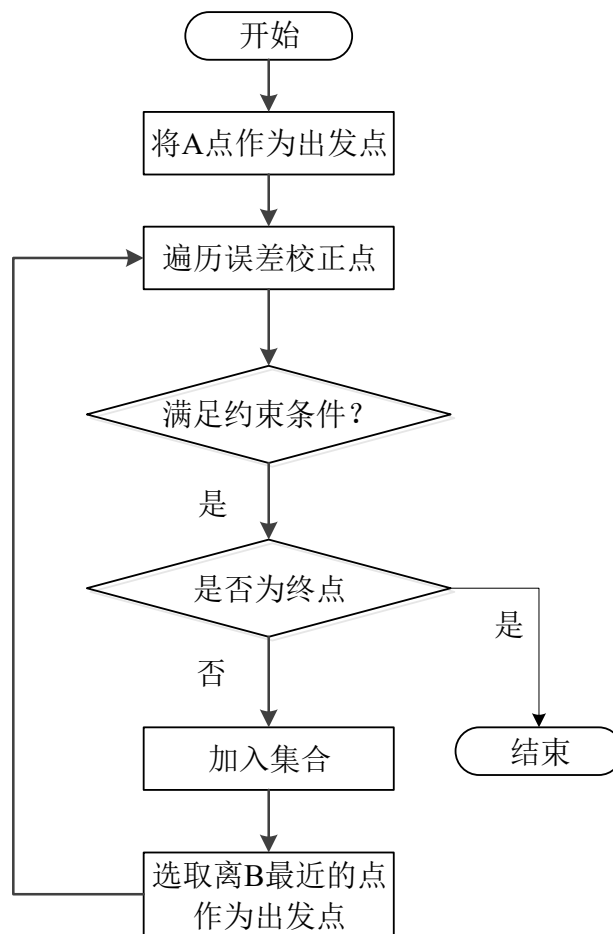 开始
将A点作为出发点
遍历误差校正点
满足约束条件？
是
是否为终点
是
否
加入集合
结束
选取离B最近的点
作为出发点